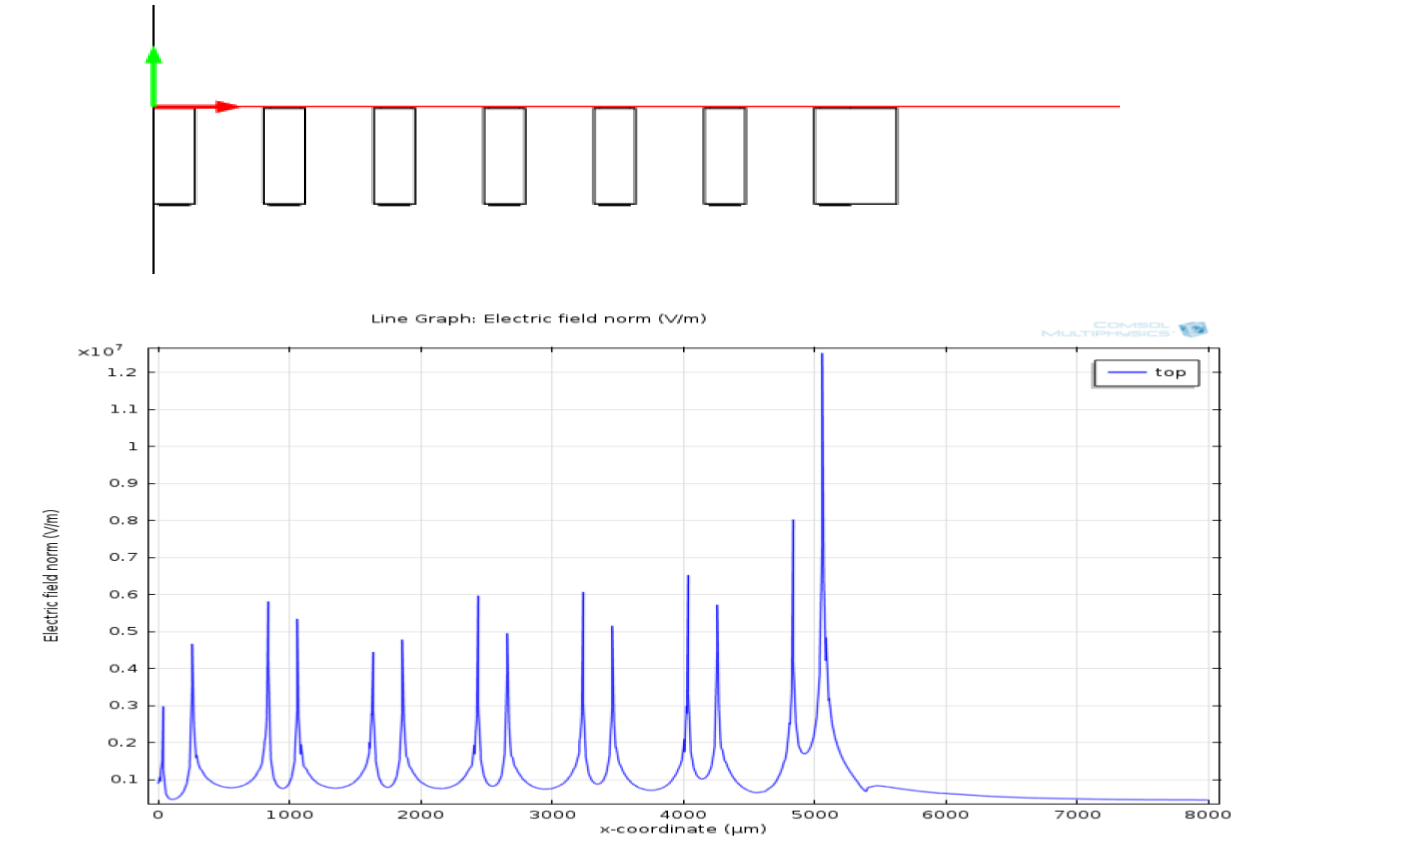 Line Graph: Electric field norm (V/m)
COMSOL
MULTIPHYSICS
x10⁷
top
1.2
1.1
1
0.9
0.8
0.7
0.6
0.5
0.4
0.3
0.2
0.1
Electric field norm (V/m)
0 1000 2000 3000 4000 5000 6000 7000 8000
x-coordinate (µm)